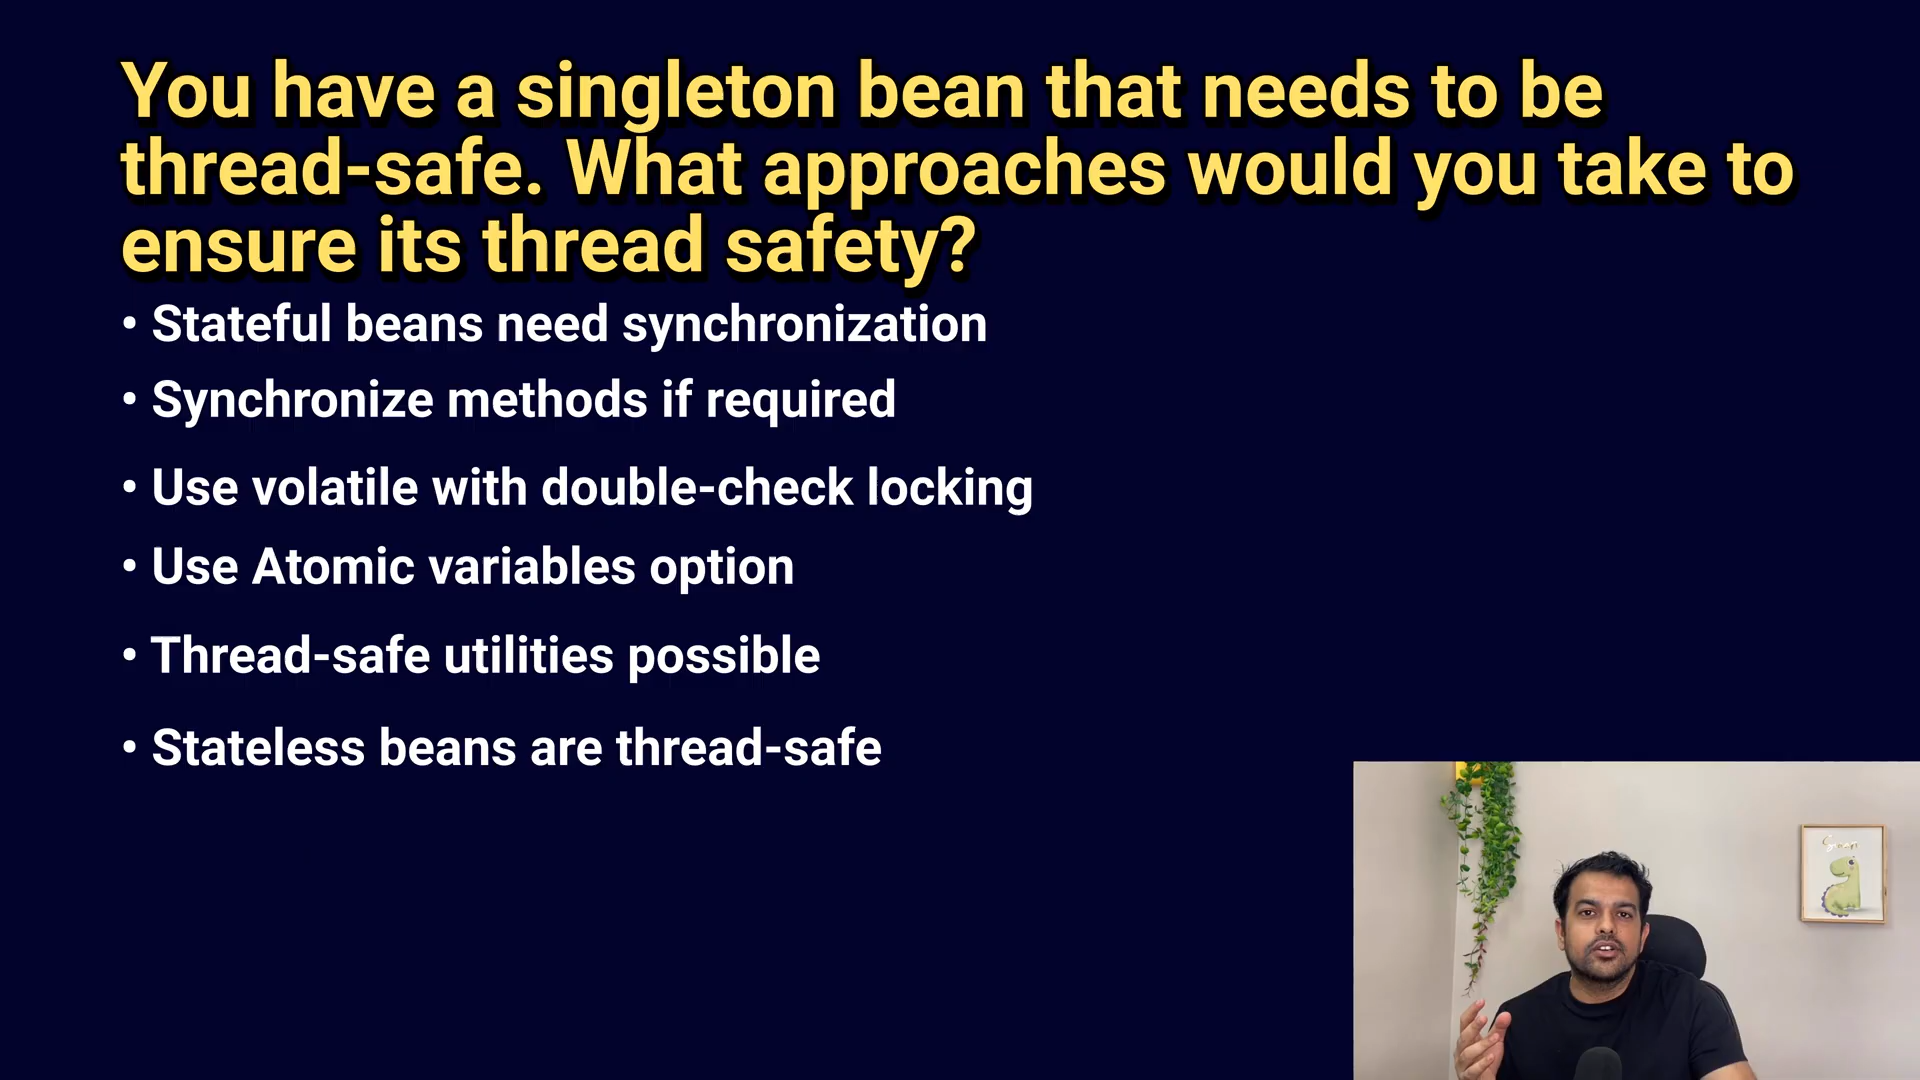 You have a singleton bean that needs to be
thread-safe. What approaches would you take to
ensure its thread safety?
• Stateful beans need synchronization
• Synchronize methods if required
• Use volatile with double-check locking
• Use Atomic variables option
• Thread-safe utilities possible
• Stateless beans are thread-safe